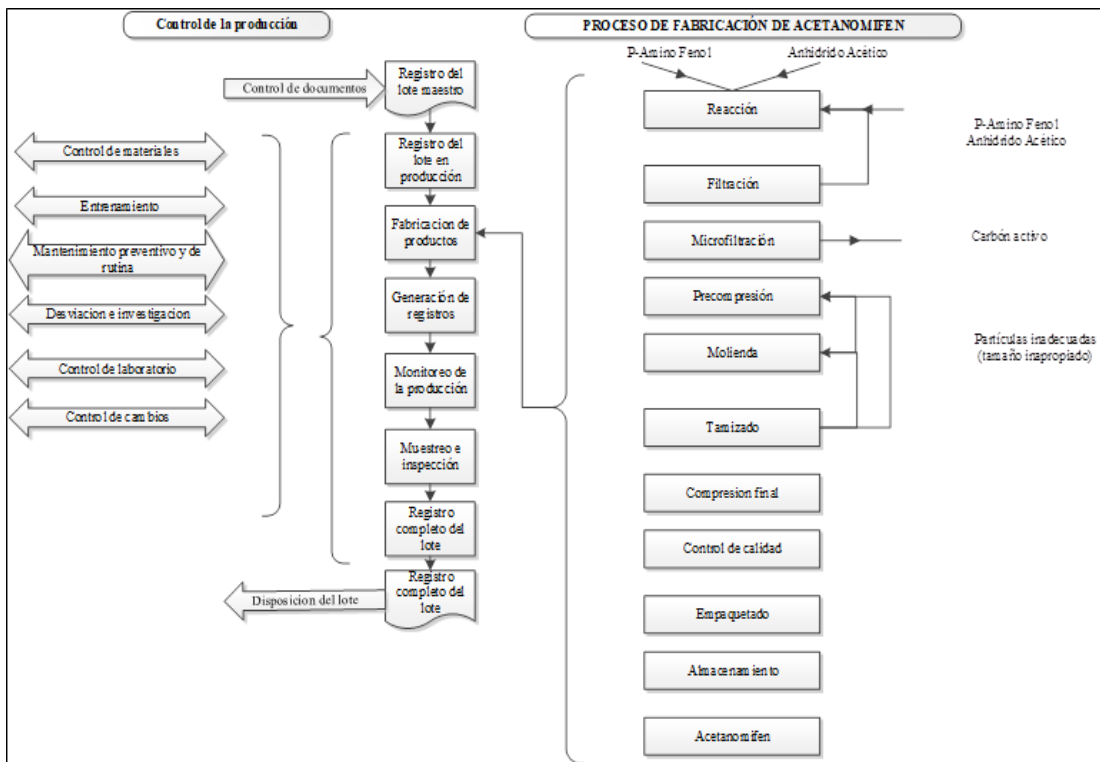 Control de la producción
PROCESO DE FABRICACIÓN DE ACETANOMIFEN
Control de documentos
Registro del
lote maestro
Control de materiales
Entrenamiento
Mantenimiento preventivo y de
rutina
Desviacion e investigacion
Control de laboratorio
Control de cambios
Registro del
lote en
producción
Fabricacion de
productos
Generación de
registros
Monitoreo de
la producción
Muestreo e
inspección
Registro
completo del
lote
Registro
completo del
lote
Disposicion del lote
P-Amino Fenol
Anhidrido Acético
Reacción
P-Amino Fenol
Anhidrido Acético
Filtración
Microfiltración
Carbón activo
Precompresión
Molienda
Partículas inadecuadas
(tamaño inapropiado)
Tamizado
Compresion final
Control de calidad
Empaquetado
Almacenamiento
Acetanomifen